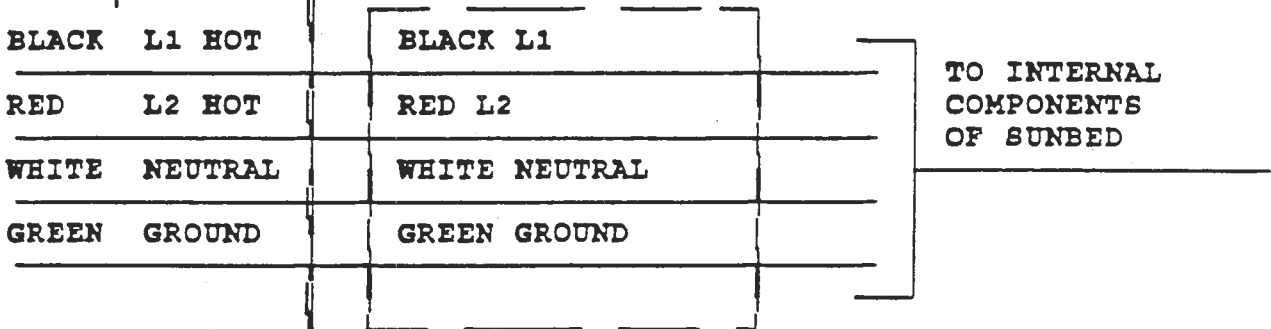 BLACK L1 HOT BLACK L1
TO INTERNAL
RED L2 HOT RED L2
COMPONENTS
OF SUNBED
WHITE NEUTRAL WHITE NEUTRAL
GREEN GROUND GREEN GROUND